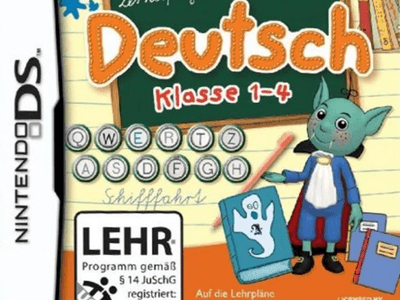 Deutsch
Klasse 1-4
NINTENDO DS
QWERTZ
ASDFGH
Schifffahrt
LEHR
Programm gemäß
§ 14 JuSchG
registriert:
Auf die Lehrpläne